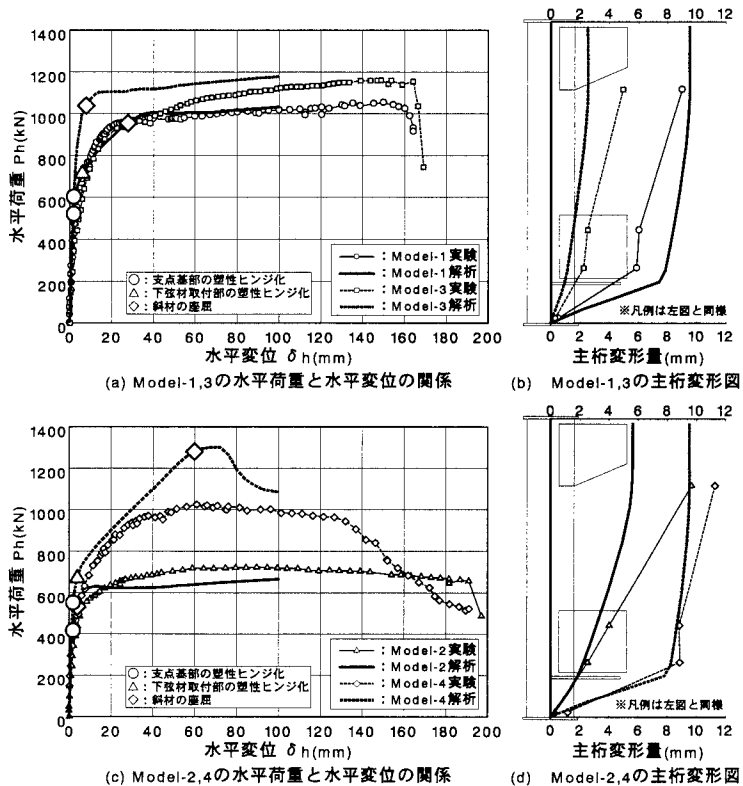 1400
1200
1000
800
600
400
200
0
水平荷重 Ph(kN)
0 20 40 60 80 100 120 140 160 180 200
水平変位 δh(mm)
○ : 支点基部の塑性ヒンジ化
△ : 下弦材取付部の塑性ヒンジ化
◇ : 斜材の座屈
: Model-1実験
: Model-1解析
: Model-3実験
: Model-3解析
(a) Model-1,3の水平荷重と水平変位の関係
0 2 4 6 8 10 12
※凡例は左図と同様
0 2 4 6 8 10 12
主桁変形量(mm)
(b) Model-1,3の主桁変形図
1400
1200
1000
800
600
400
200
0
水平荷重 Ph(kN)
0 20 40 60 80 100 120 140 160 180 200
水平変位 δh(mm)
○ : 支点基部の塑性ヒンジ化
△ : 下弦材取付部の塑性ヒンジ化
◇ : 斜材の座屈
: Model-2実験
: Model-2解析
: Model-4実験
: Model-4解析
(c) Model-2,4の水平荷重と水平変位の関係
0 2 4 6 8 10 12
※凡例は左図と同様
0 2 4 6 8 10 12
主桁変形量(mm)
(d) Model-2,4の主桁変形図